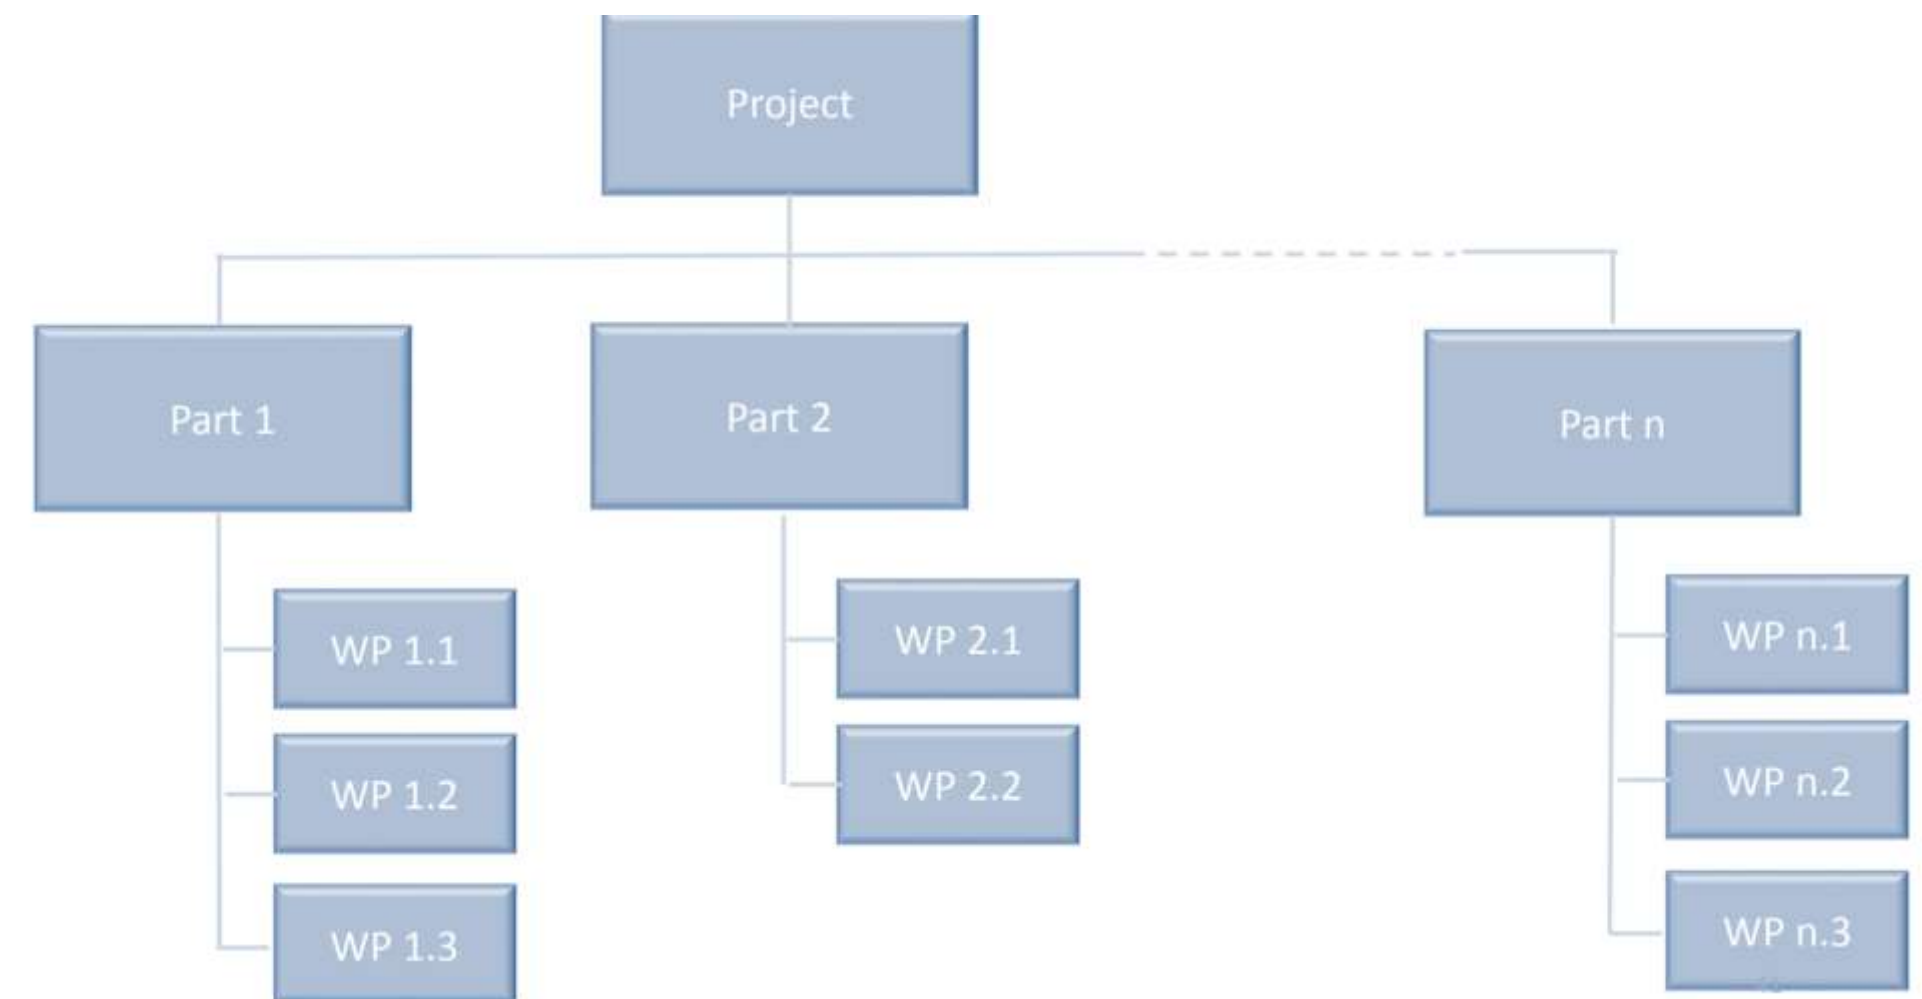 Project
Part 1
Part 2
Part n
WP 1.1
WP 1.2
WP 1.3
WP 2.1
WP 2.2
WP n.1
WP n.2
WP n.3